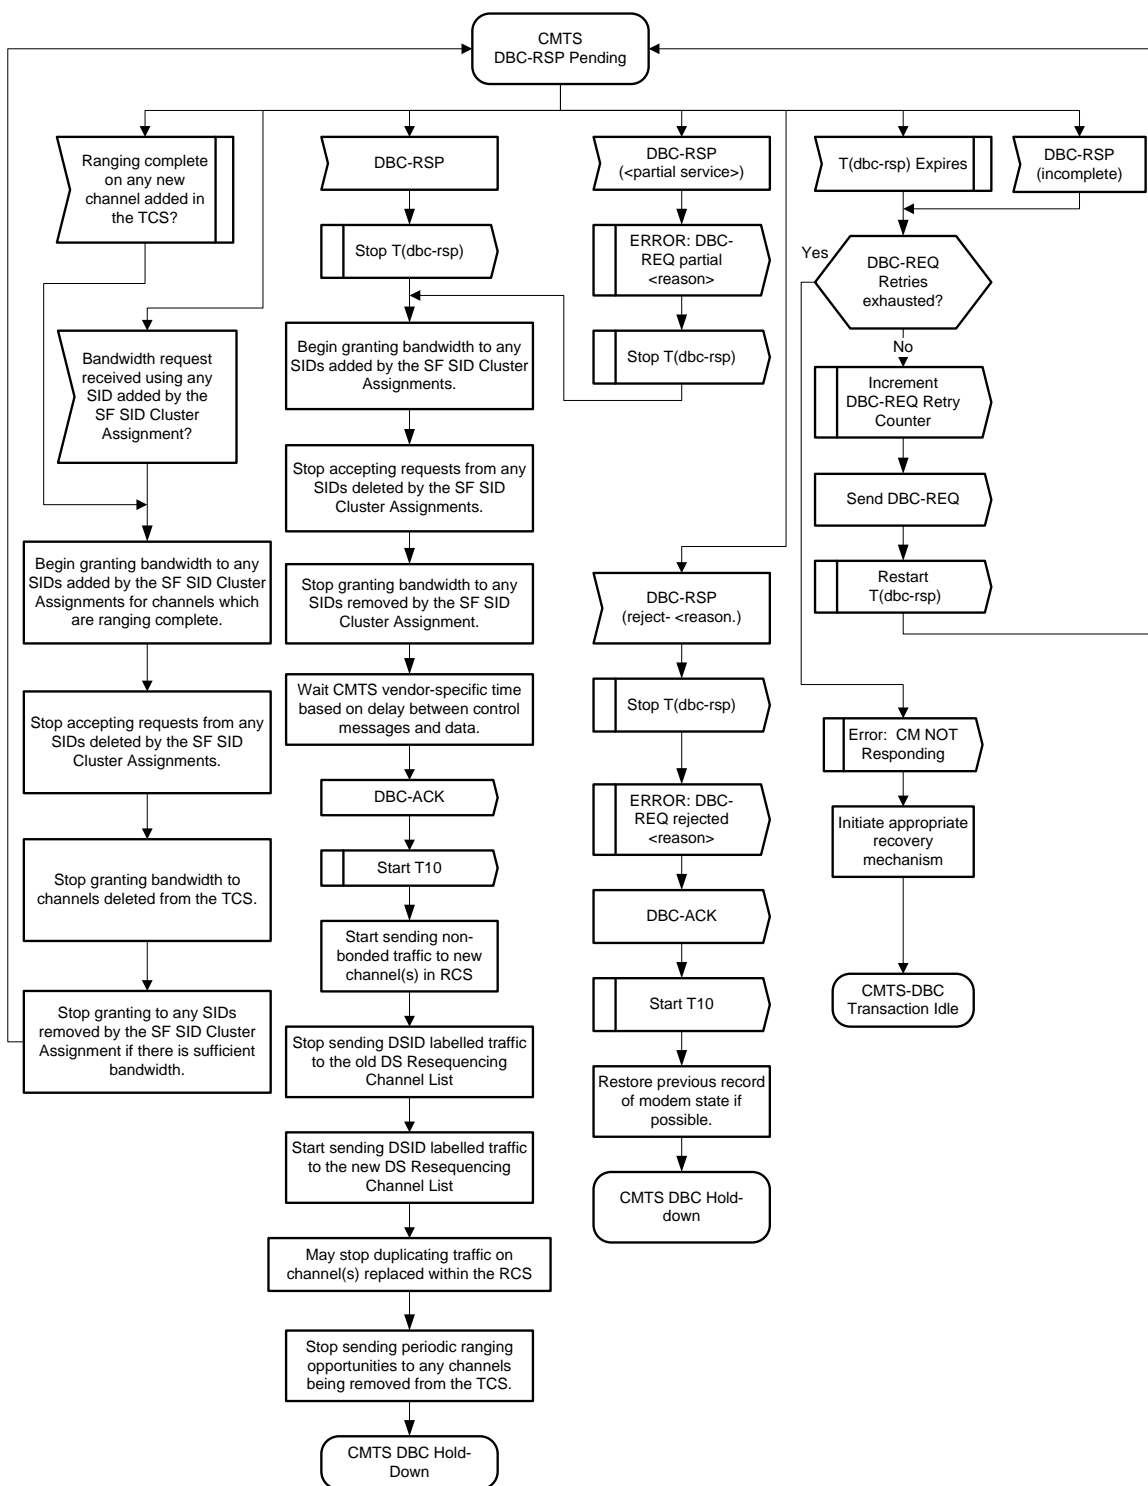 CMTS
DBC-RSP Pending
Ranging complete
on any new
channel added in
the TCS?
DBC-RSP
DBC-RSP
(<partial service>)
T(dbc-rsp) Expires
DBC-RSP
(incomplete)
Stop T(dbc-rsp)
ERROR: DBC-
REQ partial
<reason>
Yes
DBC-REQ
Retries
exhausted?
Bandwidth request
received using any
SID added by the
SF SID Cluster
Assignment?
Begin granting bandwidth to any
SIDs added by the SF SID Cluster
Assignments.
Stop T(dbc-rsp)
No
Increment
DBC-REQ Retry
Counter
Stop accepting requests from any
SIDs deleted by the SF SID
Cluster Assignments.
Send DBC-REQ
Begin granting bandwidth to any
SIDs added by the SF SID Cluster
Assignments for channels which
are ranging complete.
Stop granting bandwidth to any
SIDs removed by the SF SID
Cluster Assignment.
DBC-RSP
(reject- <reason.)
Restart
T(dbc-rsp)
Stop accepting requests from any
SIDs deleted by the SF SID
Cluster Assignments.
Wait CMTS vendor-specific time
based on delay between control
messages and data.
Stop T(dbc-rsp)
Error:  CM NOT
Responding
DBC-ACK
ERROR: DBC-
REQ rejected
<reason>
Initiate appropriate
recovery
mechanism
Stop granting bandwidth to
channels deleted from the TCS.
Start T10
DBC-ACK
Start sending non-
bonded traffic to new
channel(s) in RCS
Start T10
CMTS-DBC
Transaction Idle
Stop granting to any SIDs
removed by the SF SID Cluster
Assignment if there is sufficient
bandwidth.
Stop sending DSID labelled traffic
to the old DS Resequencing
Channel List
Restore previous record
of modem state if
possible.
Start sending DSID labelled traffic
to the new DS Resequencing
Channel List
CMTS DBC Hold-
down
May stop duplicating traffic on
channel(s) replaced within the RCS
Stop sending periodic ranging
opportunities to any channels
being removed from the TCS.
CMTS DBC Hold-
Down